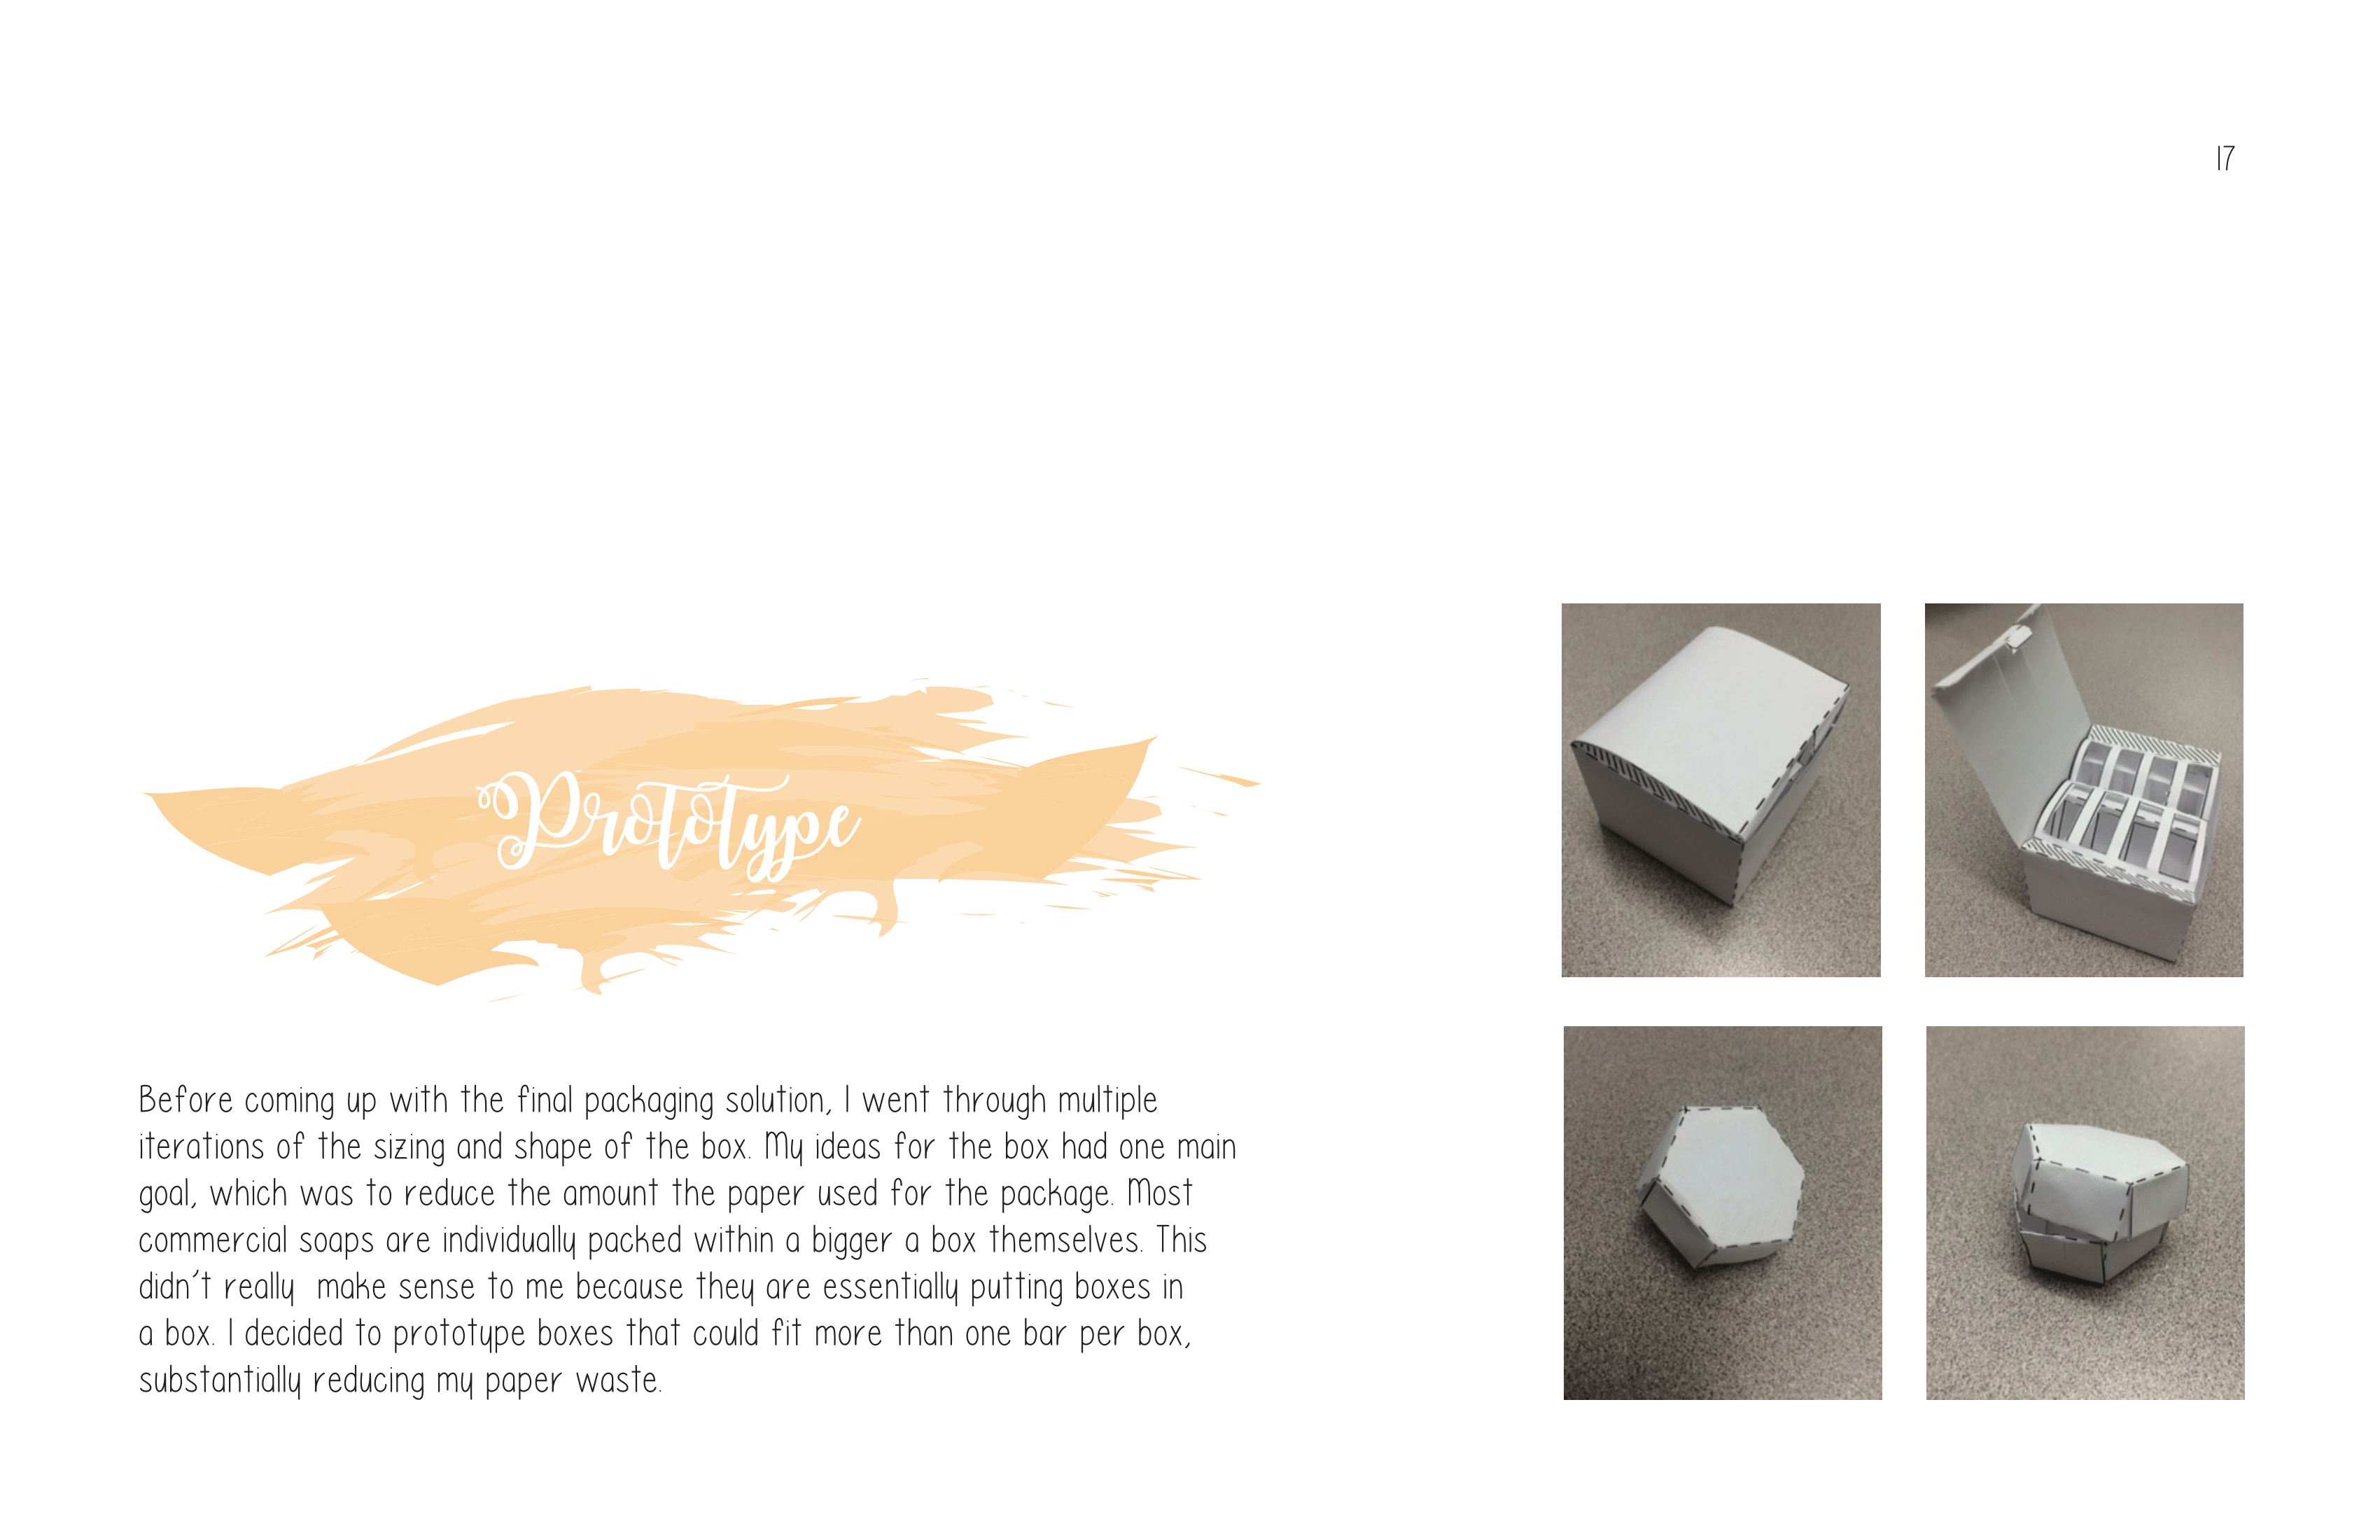 17
Prototype
Before coming up with the final packaging solution, I went through multiple
iterations of the sizing and shape of the box. My ideas for the box had one main
goal, which was to reduce the amount the paper used for the package. Most
commercial soaps are individually packed within a bigger a box themselves. This
didn't really  make sense to me because they are essentially putting boxes in
a box. I decided to prototype boxes that could fit more than one bar per box,
substantially reducing my paper waste.